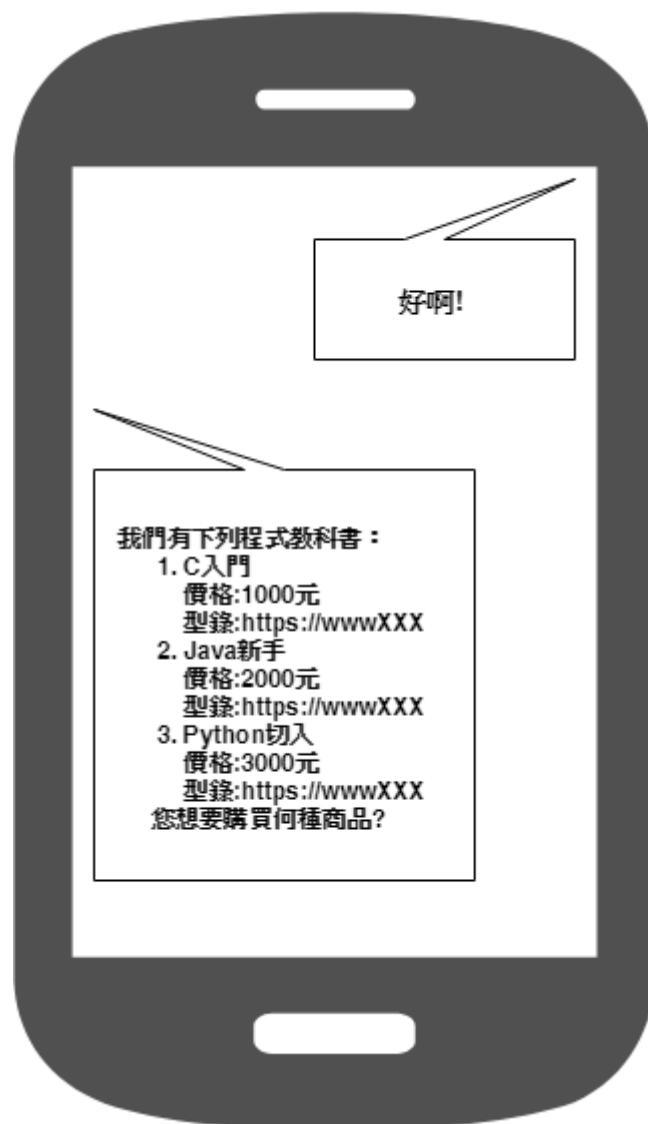 好啊!
我們有下列程式教科書：
1. C入門
價格:1000元
型錄:https://wwwXXX
2. Java新手
價格:2000元
型錄:https://wwwXXX
3. Python切入
價格:3000元
型錄:https://wwwXXX
您想要購買何種商品?